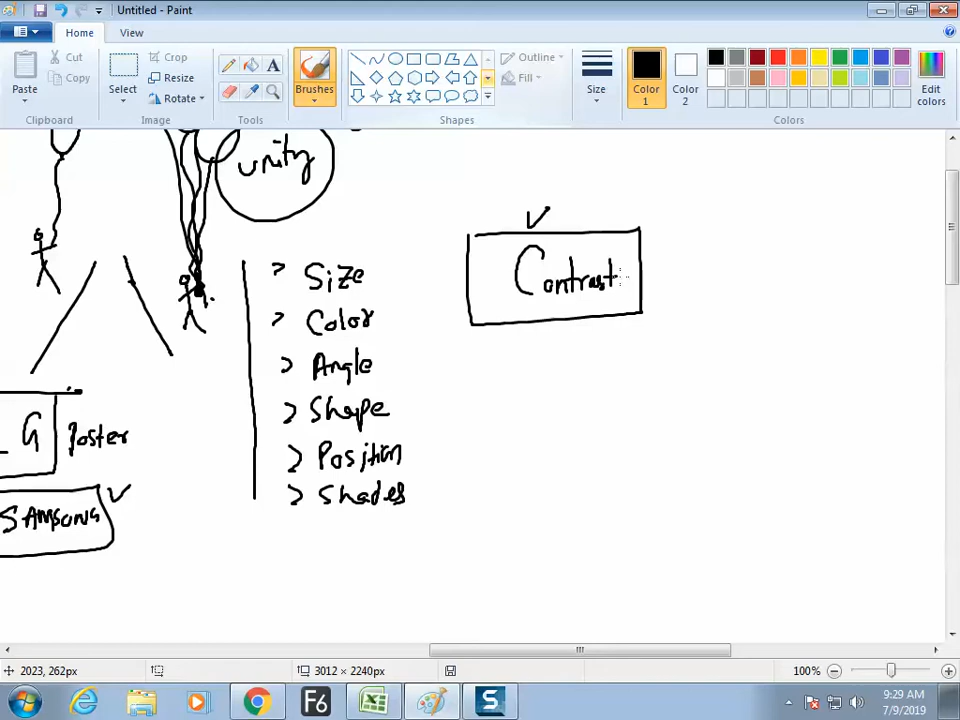 Untitled - Paint
Home
View
Paste
Cut
Copy
Clipboard
Select
Crop
Resize
Rotate
Image
A
Tools
Brushes
Outline
Fill
Shapes
Size
Color 1
Color 2
Edit colors
Colors
Unity
Contrast
> Size
> Color
> Angle
> Shape
> Position
> Shades
G
Poster
SAMSONG
2023, 262px
3012 × 2240px
100%
F6
S
9:29 AM
7/9/2019